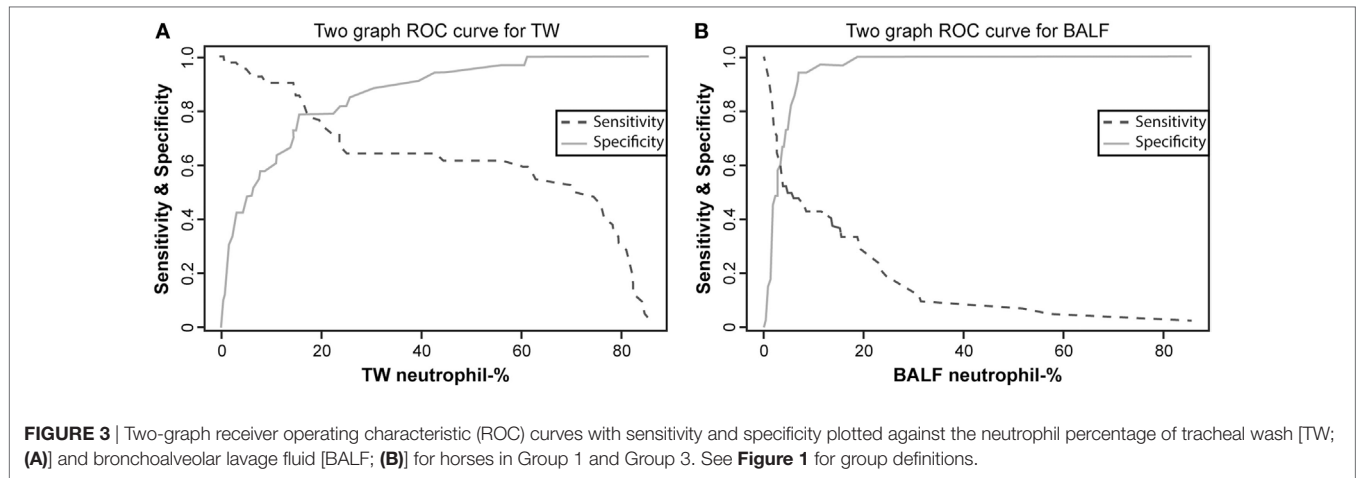 A
Two graph ROC curve for TW
Sensitivity & Specificity
1.0
0.8
0.6
0.4
0.2
0
Sensitivity
Specificity
0 20 40 60 80
TW neutrophil-%
B
Two graph ROC curve for BALF
Sensitivity & Specificity
1.0
0.8
0.6
0.4
0.2
0
Sensitivity
Specificity
0 20 40 60 80
BALF neutrophil-%
FIGURE 3 | Two-graph receiver operating characteristic (ROC) curves with sensitivity and specificity plotted against the neutrophil percentage of tracheal wash [TW;
(A)] and bronchoalveolar lavage fluid [BALF; (B)] for horses in Group 1 and Group 3. See Figure 1 for group definitions.